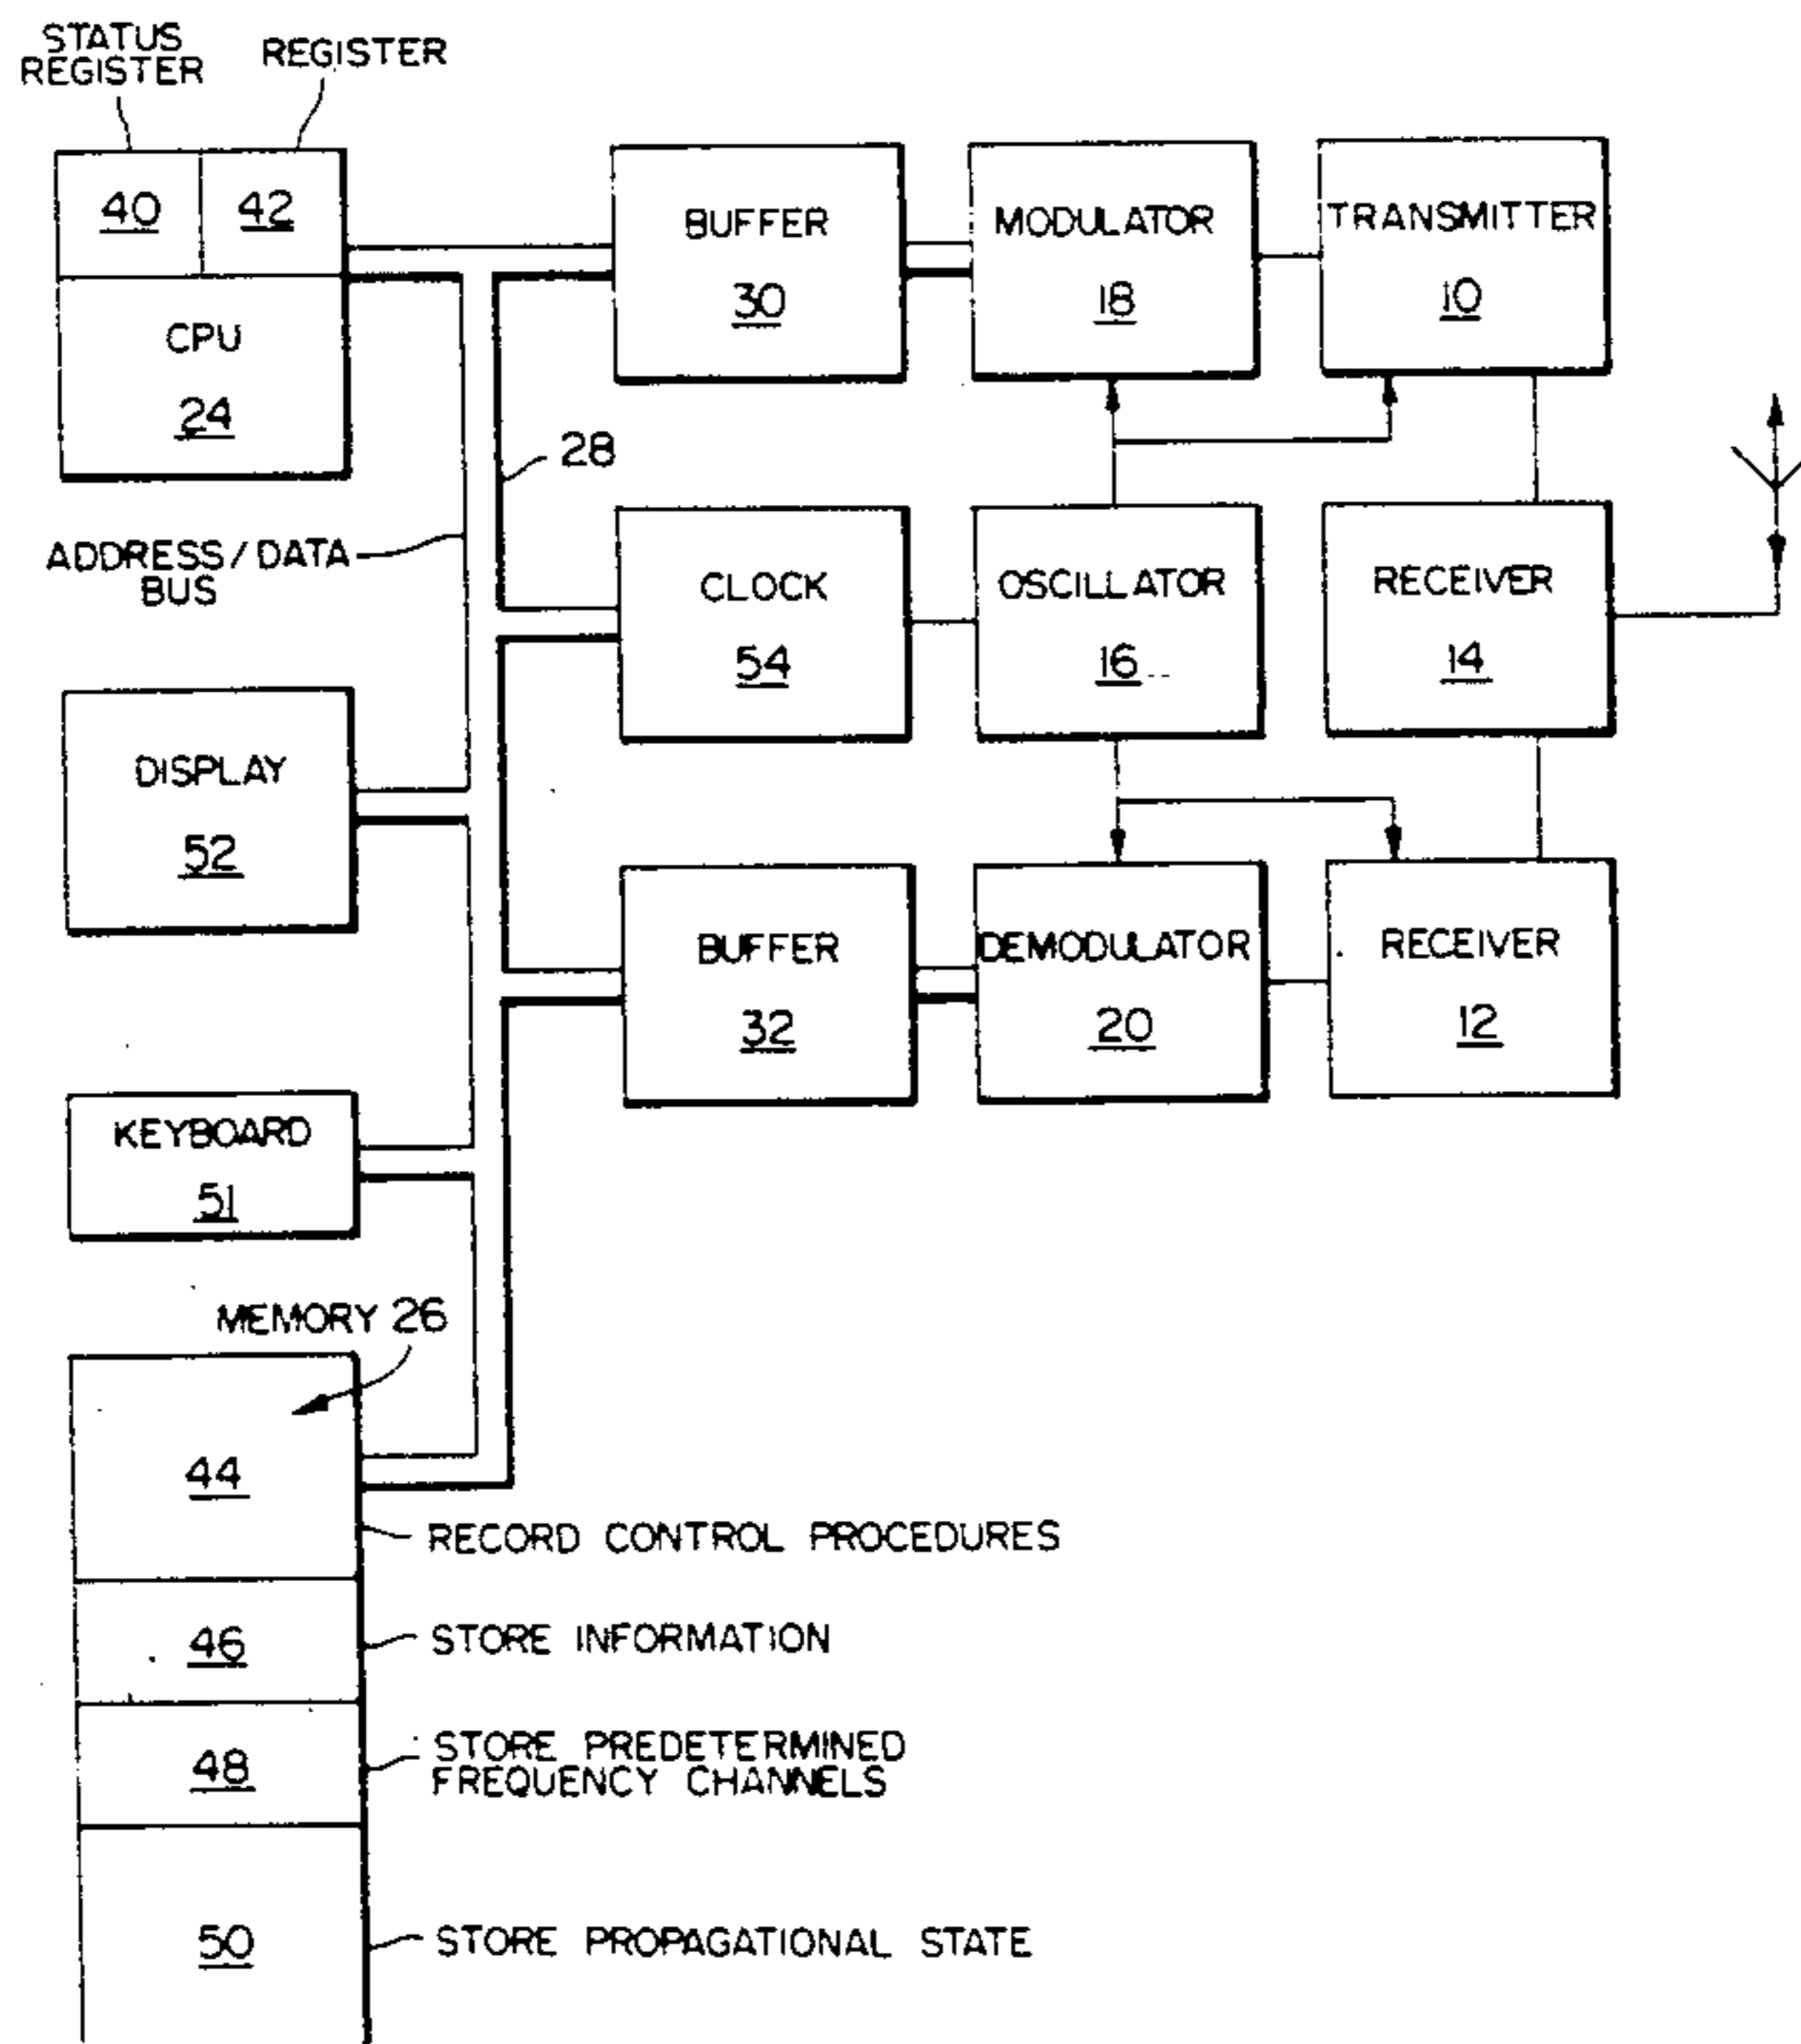 STATUS
REGISTER
REGISTER
40
42
CPU
24
BUFFER
30
MODULATOR
18
TRANSMITTER
10
28
ADDRESS/DATA
BUS
CLOCK
54
OSCILLATOR
16
RECEIVER
14
DISPLAY
52
BUFFER
32
DEMODULATOR
20
RECEIVER
12
KEYBOARD
51
MEMORY 26
44
RECORD CONTROL PROCEDURES
46
STORE INFORMATION
48
STORE PREDETERMINED
FREQUENCY CHANNELS
50
STORE PROPAGATIONAL STATE